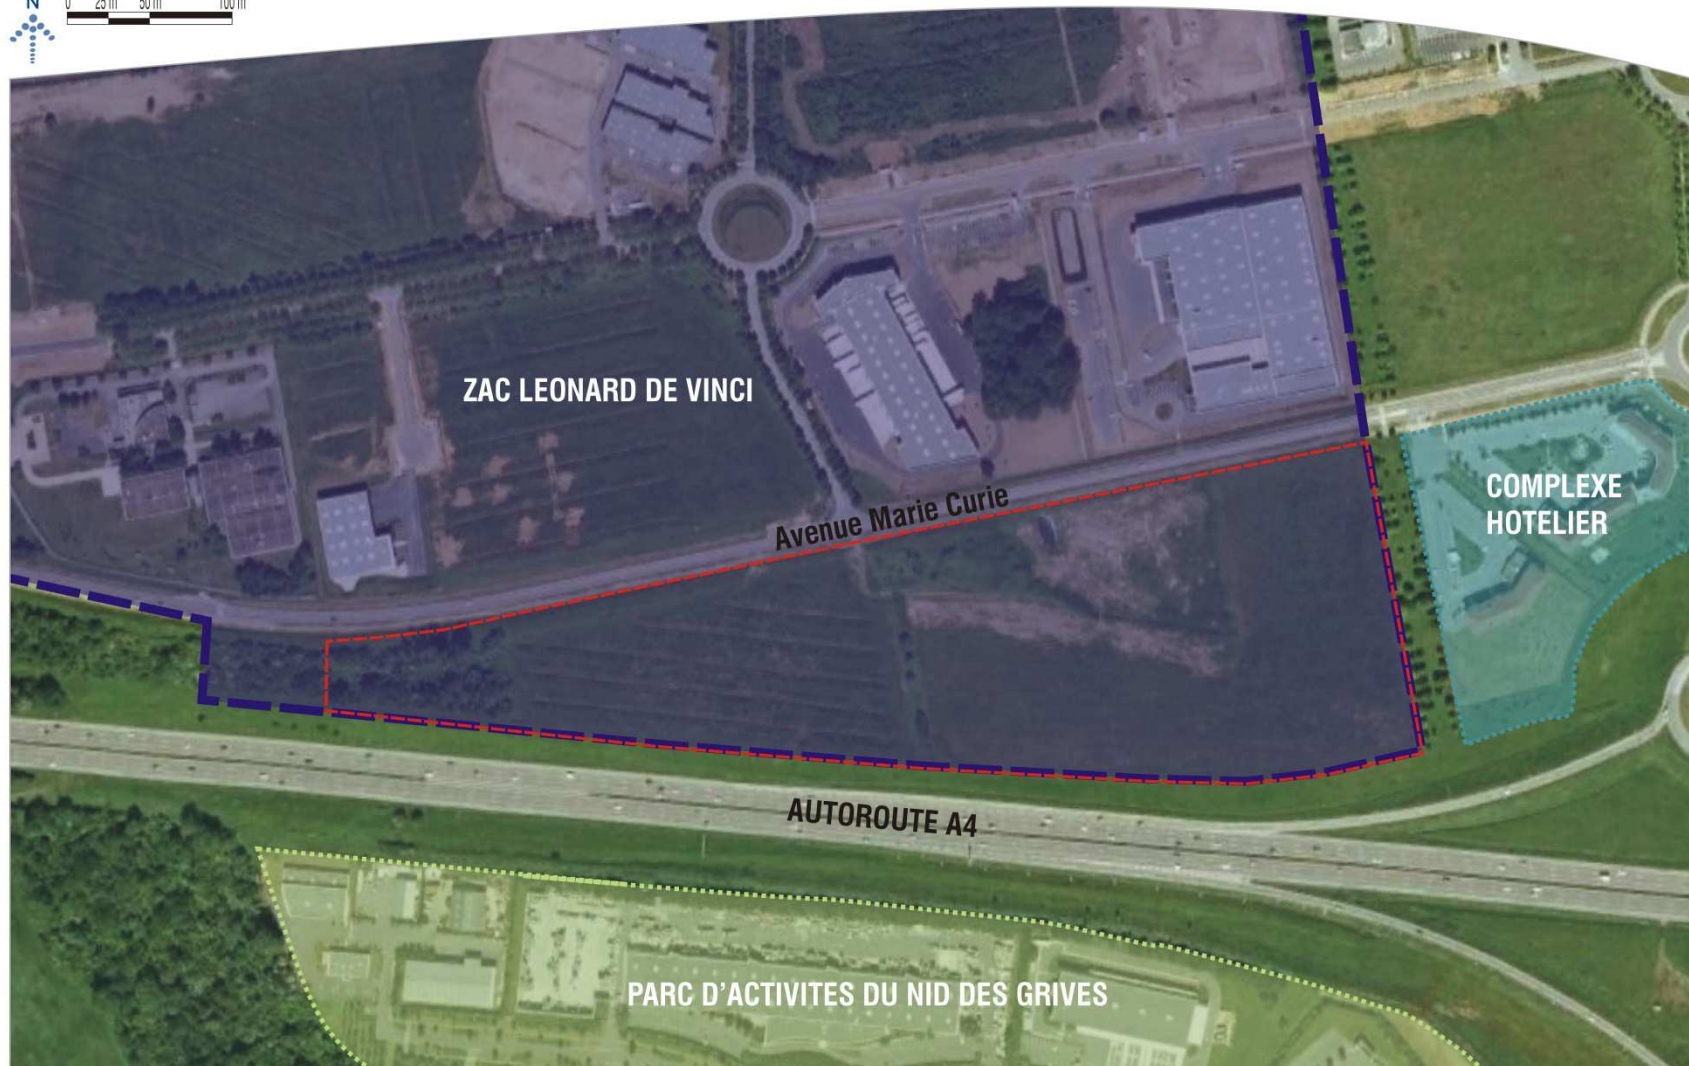 N
0 25 m 50 m 100 m
ZAC LEONARD DE VINCI
COMPLEXE
HOTELIER
Avenue Marie Curie
AUTOROUTE A4
PARC D'ACTIVITES DU NID DES GRIVES